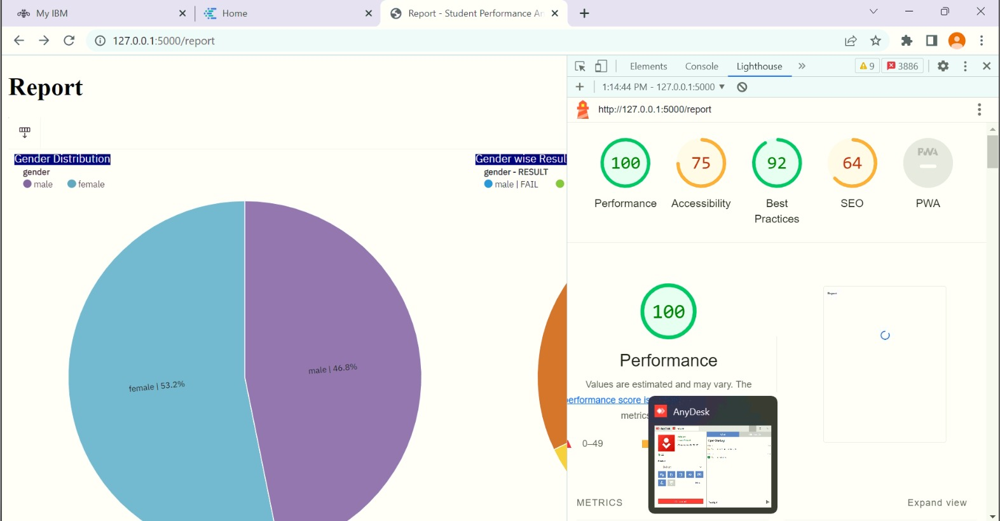 My IBM
Home
Report - Student Performance An
127.0.0.1:5000/report
Elements Console Lighthouse 9 3886
1:14:44 PM - 127.0.0.1:5000
http://127.0.0.1:5000/report
Report
Gender Distribution
gender
male female
Gender wise Resul
gender - RESULT
male | FAIL
female | 53.2%
male | 46.8%
100 75 92 64 PWA
Performance Accessibility Best Practices SEO PWA
100
Performance
Values are estimated and may vary. The
performance score is
metrics
0–49
Report
AnyDesk
METRICS
Expand view